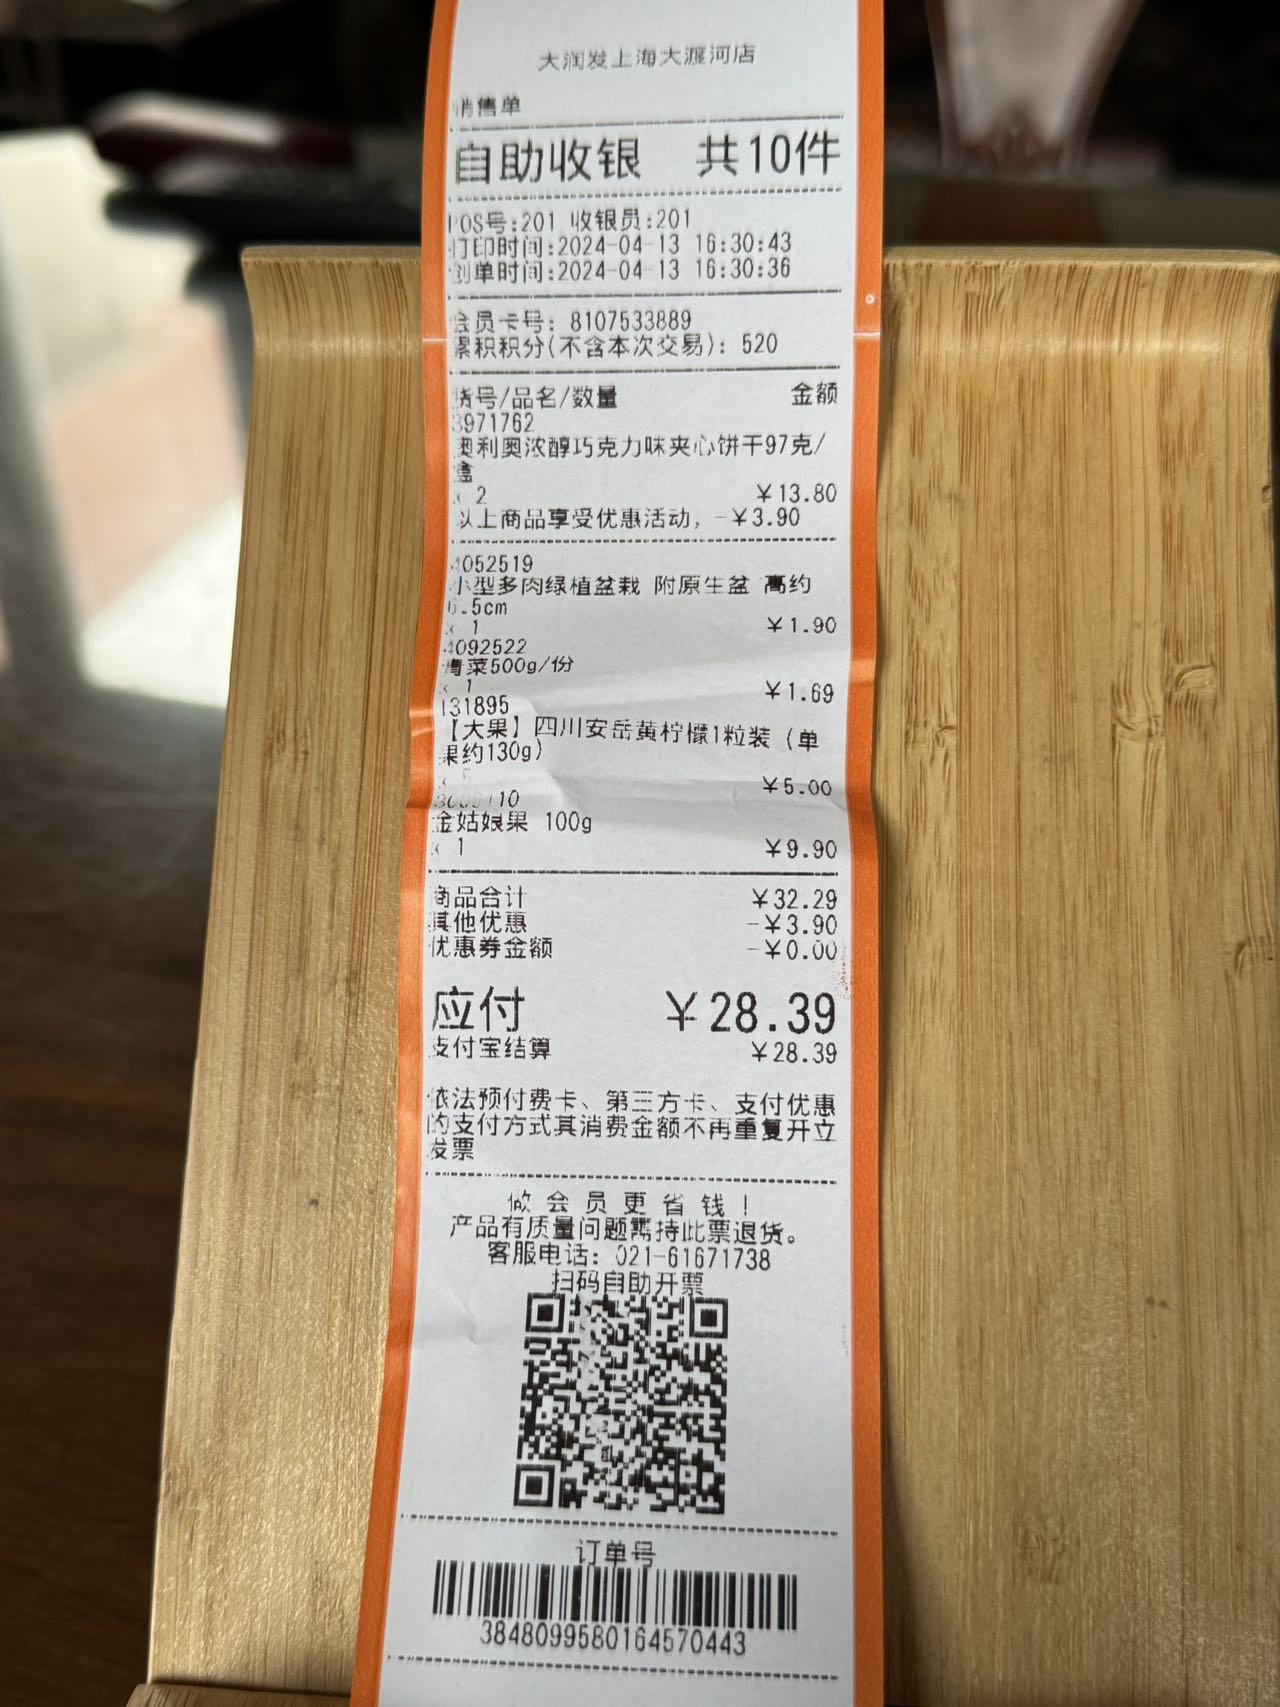 大润发上海大渡河店
销售单
自助收银 共10件
POS号:201 收银员:201
打印时间:2024-04-13 16:30:43
创单时间:2024-04-13 16:30:36
会员卡号: 8107533889
累积积分(不含本次交易): 520
货号/品名/数量 金额
3971762
奥利奥浓醇巧克力味夹心饼干97克/
盒
x 2 ¥13.80
以上商品享受优惠活动, -¥3.90
4052519
小型多肉绿植盆栽 附原生盆 高约
6.5cm
x 1 ¥1.90
4092522
青菜500g/份
x 1 ¥1.69
131895
【大果】四川安岳黄柠檬1粒装 (单
果约130g)
x 5 ¥5.00
金姑娘果 100g
x 1 ¥9.90
商品合计 ¥32.29
其他优惠 -¥3.90
优惠券金额 -¥0.00
应付 ¥28.39
支付宝结算 ¥28.39
依法预付费卡、第三方卡、支付优惠
的支付方式其消费金额不再重复开立
发票
做会员更省钱!
产品有质量问题需持此票退货。
客服电话: 021-61671738
扫码自助开票
订单号
3848099580164570443